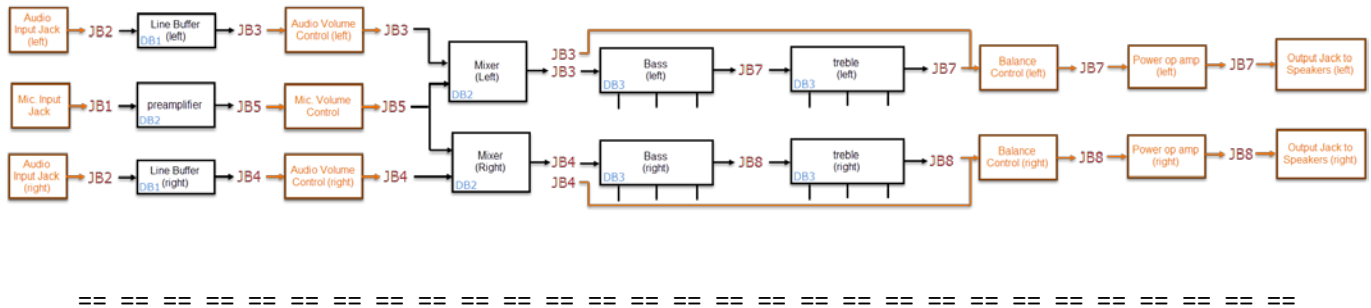 Audio
Input Jack
(left)
JB2
Line Buffer
(left)
DB1
JB3
Audio Volume
Control (left)
JB3
Mixer
(Left)
DB2
JB3
JB3
Bass
(left)
DB3
JB7
treble
(left)
DB3
JB7
Balance
Control (left)
JB7
Power op amp
(left)
JB7
Output Jack to
Speakers (left)
Mic. Input
Jack
JB1
preamplifier
DB2
JB5
Mic. Volume
Control
JB5
Audio
Input Jack
(right)
JB2
Line Buffer
(right)
DB1
JB4
Audio Volume
Control (right)
JB4
Mixer
(Right)
DB2
JB4
JB4
Bass
(right)
DB3
JB8
treble
(right)
DB3
JB8
Balance
Control (right)
JB8
Power op amp
(right)
JB8
Output Jack to
Speakers (right)
== == == == == == == == == == == == == == == == == == == == == == == == == == == == ==